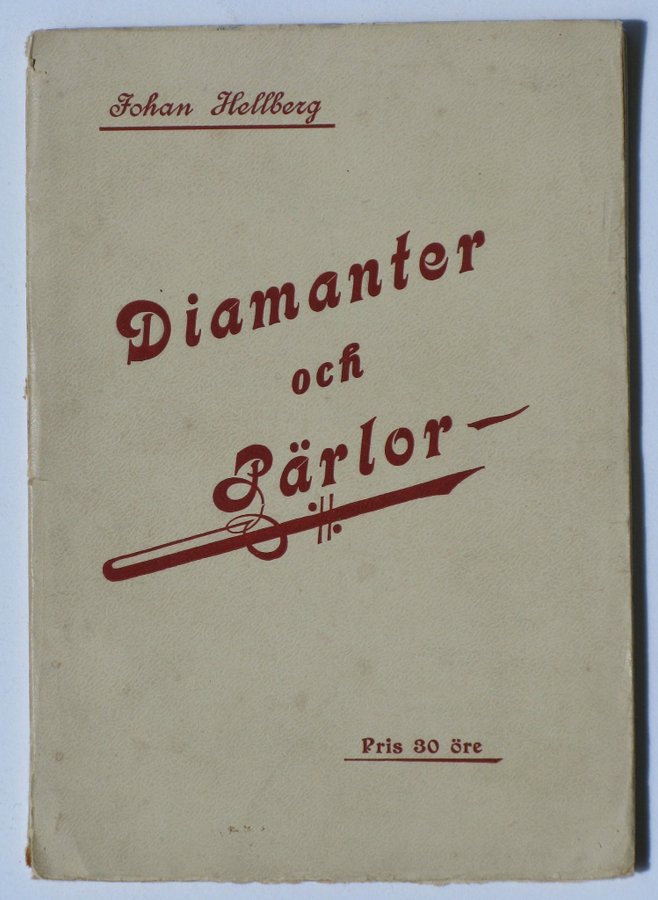 Johan Hellberg
Diamanter
och
Pärlor
Pris 30 öre